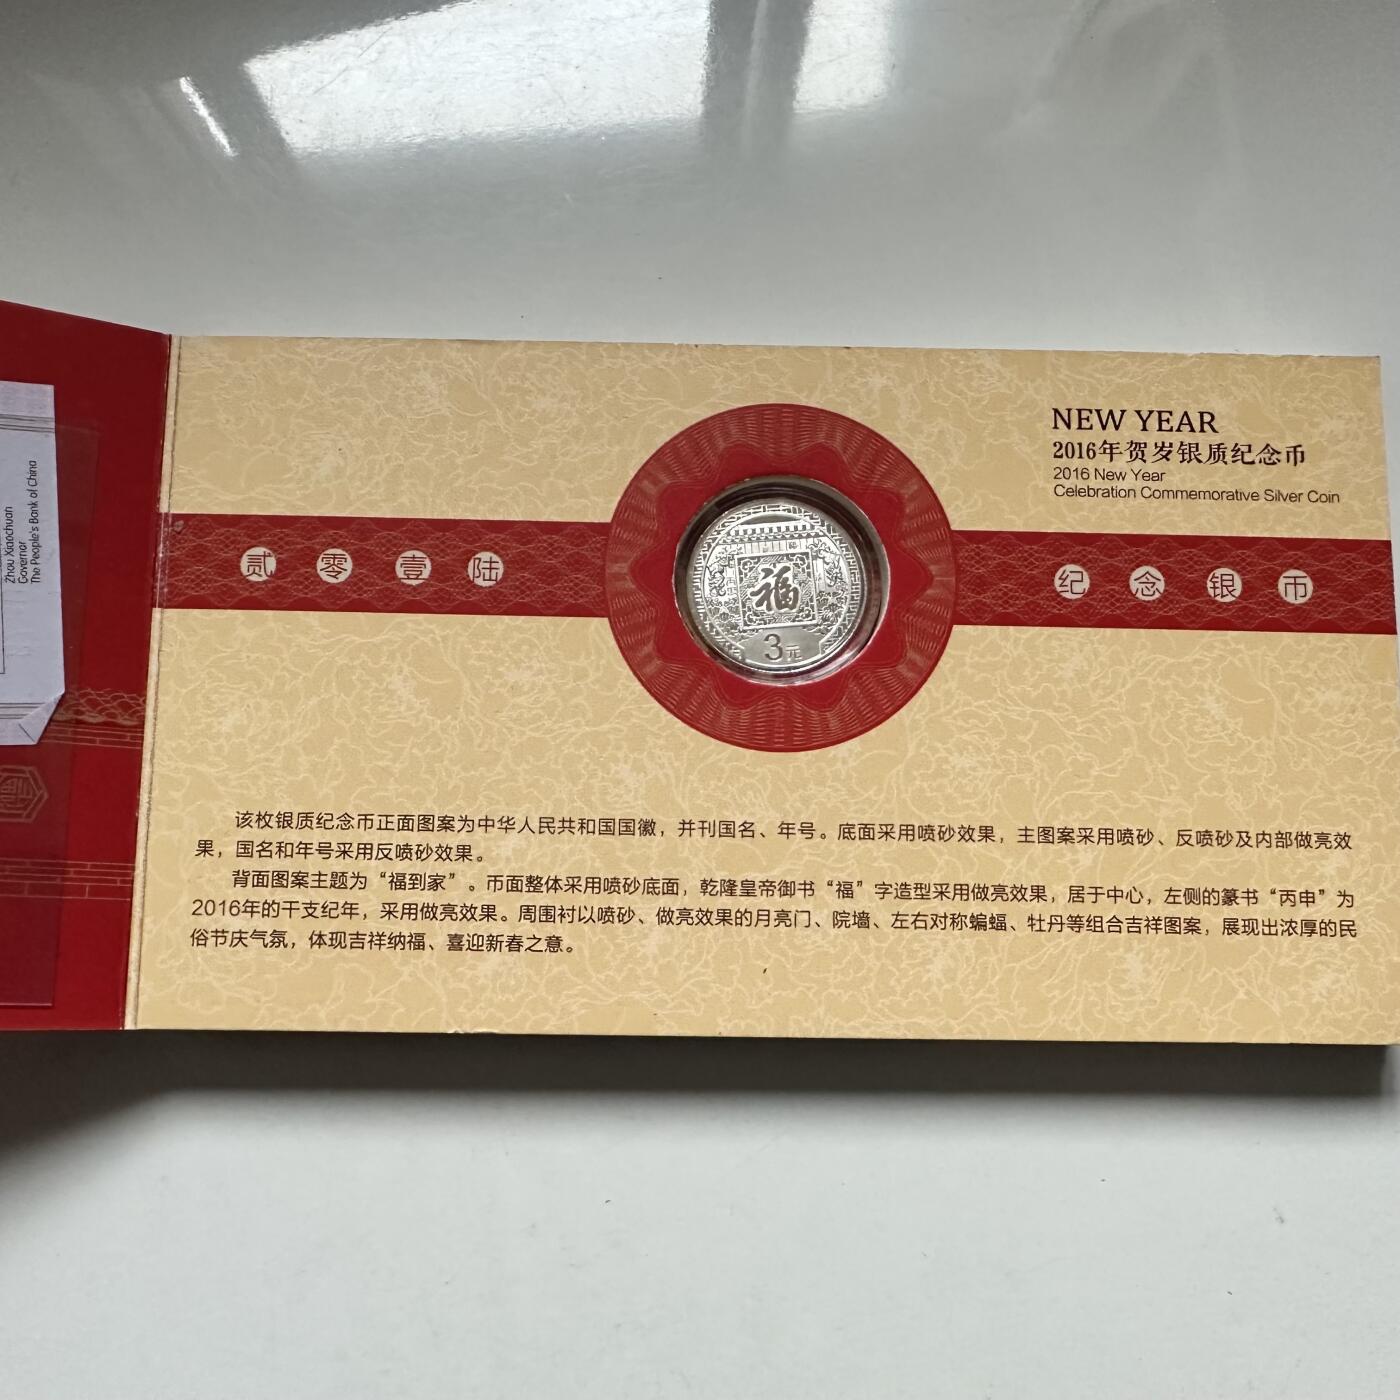 NEW YEAR
2016年贺岁银质纪念币
2016 New Year
Celebration Commemorative Silver Coin
贰零壹陆
纪念银币
福
3元
Zhou Xiaochuan
Governor
The People's Bank of China
该枚银质纪念币正面图案为中华人民共和国国徽，并刊国名、年号。底面采用喷砂效果，主图案采用喷砂、反喷砂及内部做亮效
果，国名和年号采用反喷砂效果。
背面图案主题为“福到家”。币面整体采用喷砂底面，乾隆皇帝御书“福”字造型采用做亮效果，居于中心，左侧的篆书“丙申”为
2016年的干支纪年，采用做亮效果。周围衬以喷砂、做亮效果的月亮门、院墙、左右对称蝙蝠、牡丹等组合吉祥图案，展现出浓厚的民
俗节庆气氛，体现吉祥纳福、喜迎新春之意。